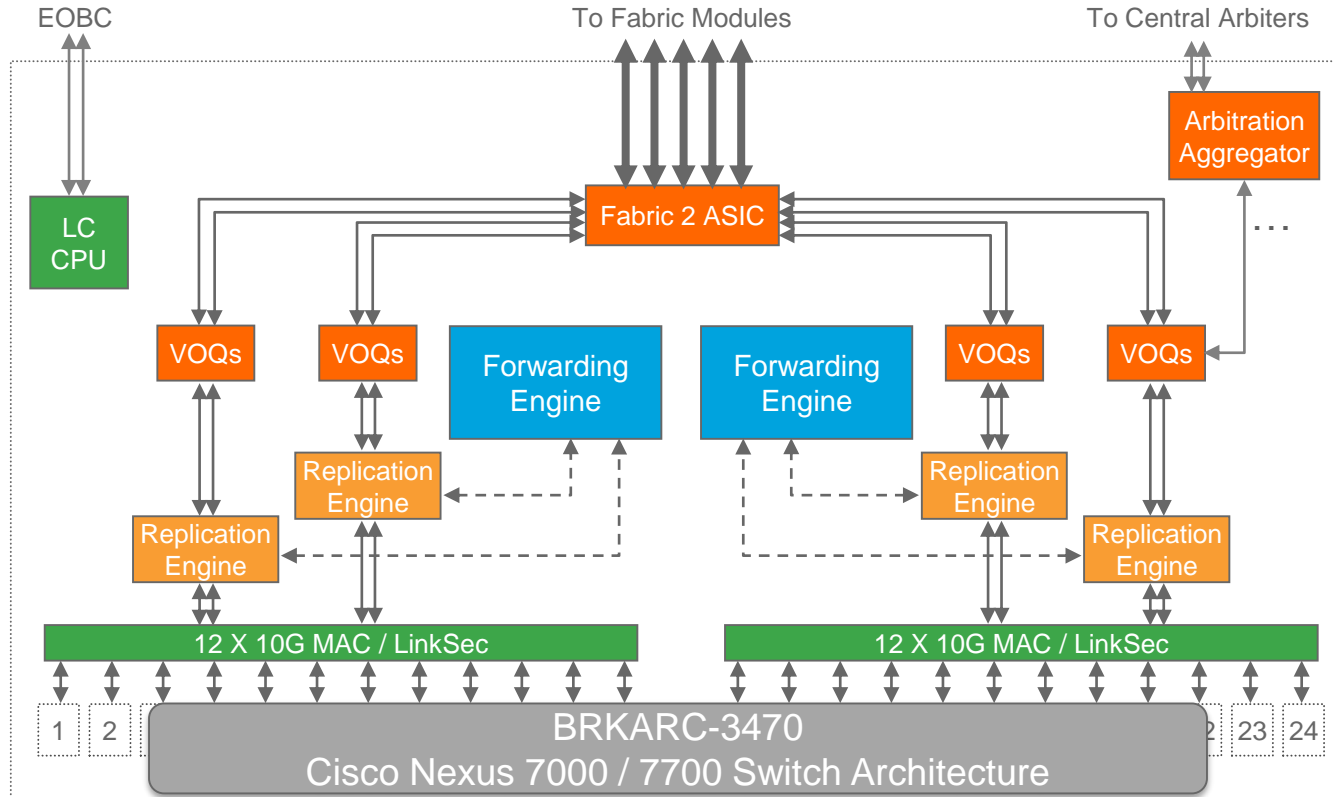 EOBC
To Fabric Modules
To Central Arbiters
Arbitration
Aggregator
LC
CPU
Fabric 2 ASIC
...
VOQs
VOQs
Forwarding
Engine
Forwarding
Engine
VOQs
VOQs
Replication
Engine
Replication
Engine
Replication
Engine
Replication
Engine
12 X 10G MAC / LinkSec
12 X 10G MAC / LinkSec
1
2
23
24
BRKARC-3470
Cisco Nexus 7000 / 7700 Switch Architecture